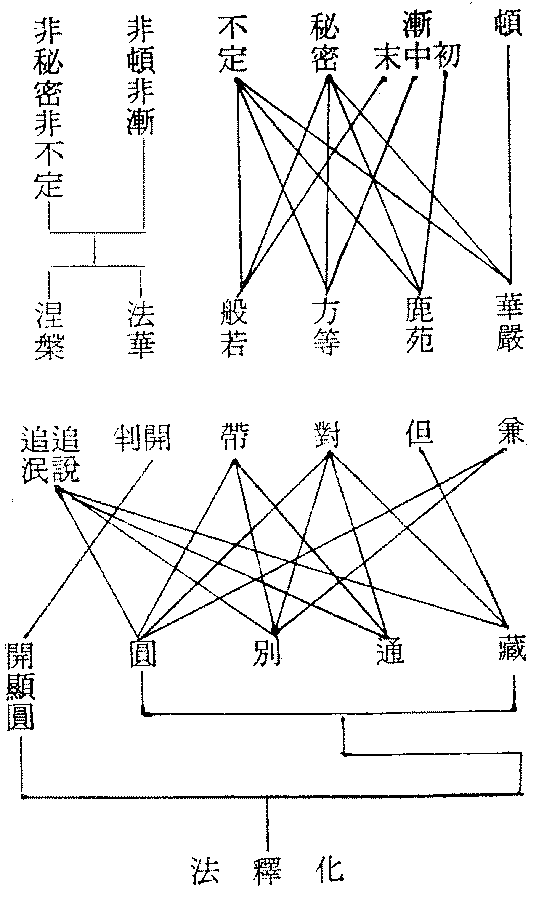 頓
漸
初
中
末
秘密
不定
非頓非漸
非秘密非不定
華嚴
鹿苑
方等
般若
法華
涅槃
兼
但
對
帶
開判
追說
追泯
藏
通
別
圓
開顯圓
化釋法